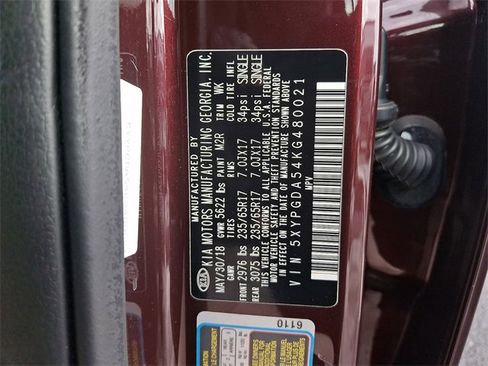 MANUFACTURED BY
KIA MOTORS MANUFACTURING GEORGIA, INC.
MAY/30/18 GVWR 5622 lbs PAINT M2R TRIM WK
GAWR TIRES RIMS COLD TIRE INFL
FRONT 2976 lbs 235/65R17 7.0JX17 34psi SINGLE
REAR 3075 lbs 235/65R17 7.0JX17 34psi SINGLE
THIS VEHICLE CONFORMS TO ALL APPLICABLE U.S.A. FEDERAL
MOTOR VEHICLE SAFETY AND THEFT PREVENTION STANDARDS
IN EFFECT ON THE DATE OF MANUFACTURE SHOWN ABOVE
VIN 5XYPGDA54KG480021
MPV
KIA
6110